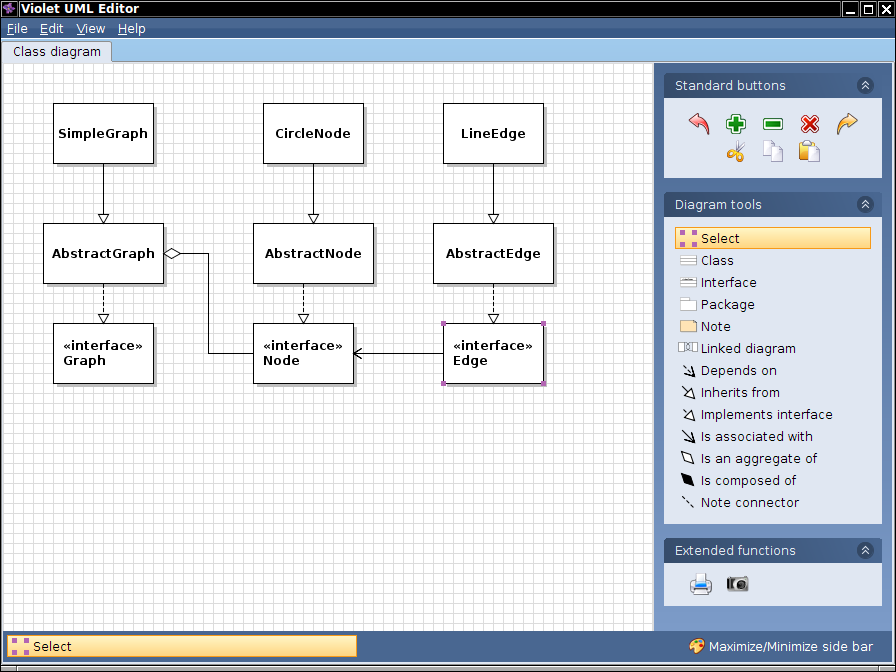 Violet UML Editor
File Edit View Help
Class diagram
SimpleGraph
CircleNode
LineEdge
AbstractGraph
AbstractNode
AbstractEdge
«interface»
Graph
«interface»
Node
«interface»
Edge
Standard buttons
Diagram tools
Select
Class
Interface
Package
Note
Linked diagram
Depends on
Inherits from
Implements interface
Is associated with
Is an aggregate of
Is composed of
Note connector
Extended functions
Select
Maximize/Minimize side bar